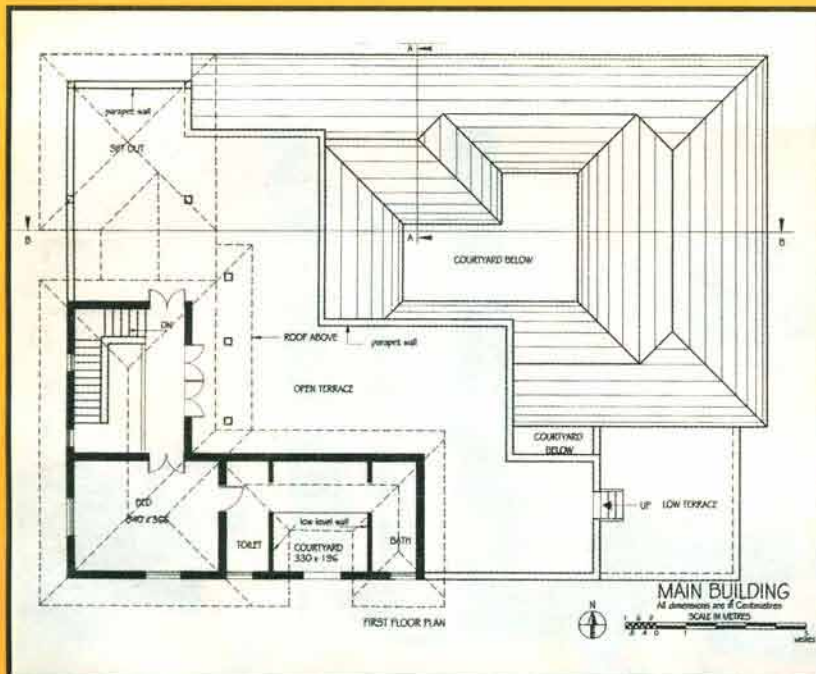 A
parapet wall
SIT OUT
B
A
B
COURTYARD BELOW
DN
ROOF ABOVE
parapet wall
OPEN TERRACE
COURTYARD
BELOW
BED
TOILET
low level wall
COURTYARD
330 x 196
BATH
UP LOW TERRACE
FIRST FLOOR PLAN
N
MAIN BUILDING
All dimensions are in Centimetres
SCALE IN METRES
METRES